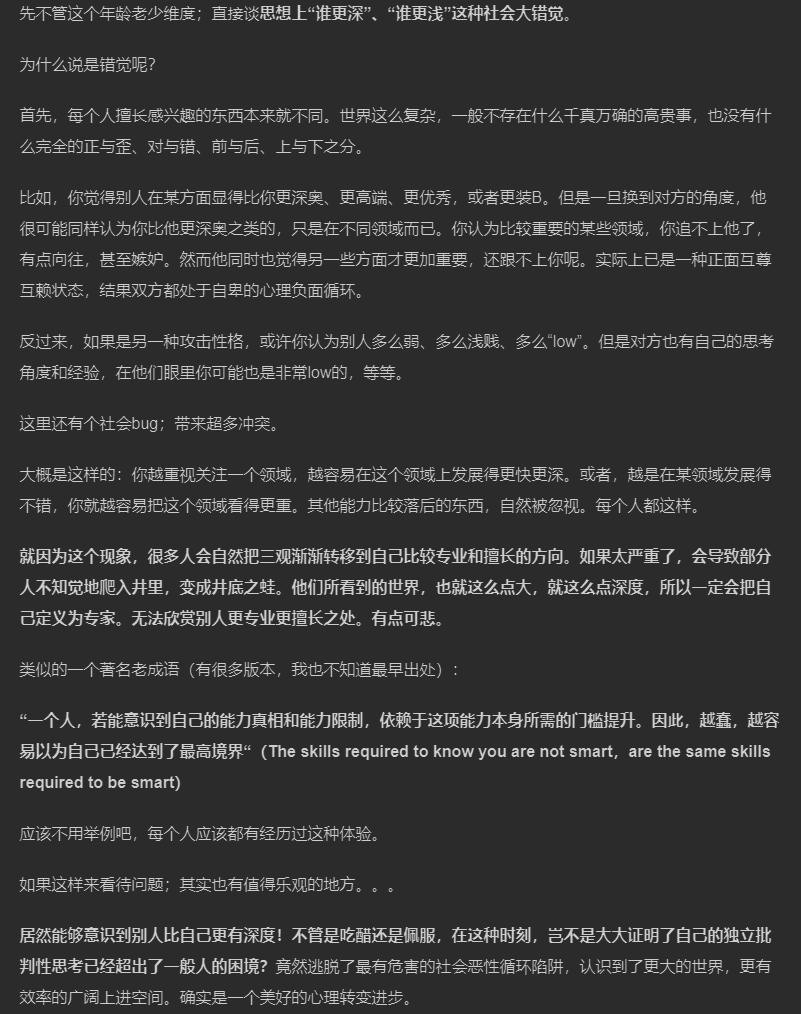 先不管这个年龄老少维度；直接谈思想上“谁更深”、“谁更浅”这种社会大错觉。
为什么说是错觉呢？
首先，每个人擅长感兴趣的东西本来就不同。世界这么复杂，一般不存在什么千真万确的高贵事，也没有什
么完全的正与歪、对与错、前与后、上与下之分。
比如，你觉得别人在某方面显得比你更深奥、更高端、更优秀，或者更装B。但是一旦换到对方的角度，他
很可能同样认为你比他更深奥之类的，只是在不同领域而已。你认为比较重要的某些领域，你追不上他了，
有点向往，甚至嫉妒。然而他同时也觉得另一些方面才更加重要，还跟不上你呢。实际上已是一种正面互尊
互赖状态，结果双方都处于自卑的心理负面循环。
反过来，如果是另一种攻击性格，或许你认为别人多么弱、多么浅贱、多么“low”。但是对方也有自己的思考
角度和经验，在他们眼里你可能也是非常low的，等等。
这里还有个社会bug；带来超多冲突。
大概是这样的：你越重视关注一个领域，越容易在这个领域上发展得更快更深。或者，越是在某领域发展得
不错，你就越容易把这个领域看得更重。其他能力比较落后的东西，自然被忽视。每个人都这样。
就因为这个现象，很多人会自然把三观渐渐转移到自己比较专业和擅长的方向。如果太严重了，会导致部分
人不知觉地爬入井里，变成井底之蛙。他们所看到的世界，也就这么点大，就这么点深度，所以一定会把自
己定义为专家。无法欣赏别人更专业更擅长之处。有点可悲。
类似的一个著名老成语（有很多版本，我也不知道最早出处）：
“一个人，若能意识到自己的能力真相和能力限制，依赖于这项能力本身所需的门槛提升。因此，越蠢，越容
易以为自己已经达到了最高境界“（The skills required to know you are not smart，are the same skills
required to be smart）
应该不用举例吧，每个人应该都有经历过这种体验。
如果这样来看待问题；其实也有值得乐观的地方。。。
居然能够意识到别人比自己更有深度！不管是吃醋还是佩服，在这种时刻，岂不是大大证明了自己的独立批
判性思考已经超出了一般人的困境？竟然逃脱了最有危害的社会恶性循环陷阱，认识到了更大的世界，更有
效率的广阔上进空间。确实是一个美好的心理转变进步。